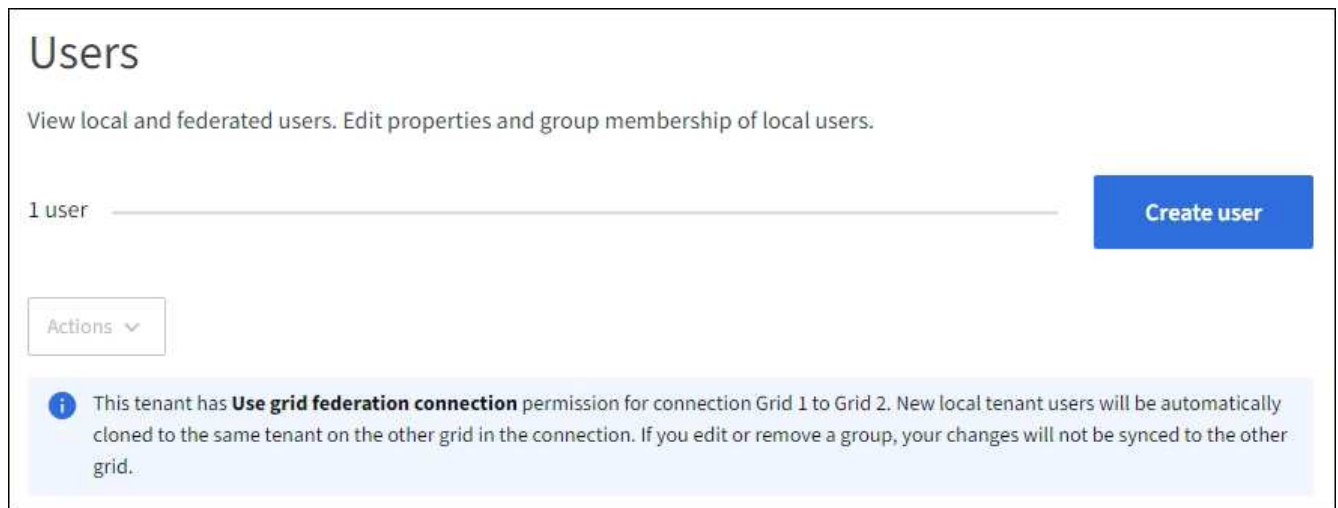 Users
View local and federated users. Edit properties and group membership of local users.
1 user
Create user
Actions
This tenant has Use grid federation connection permission for connection Grid 1 to Grid 2. New local tenant users will be automatically
cloned to the same tenant on the other grid in the connection. If you edit or remove a group, your changes will not be synced to the other
grid.